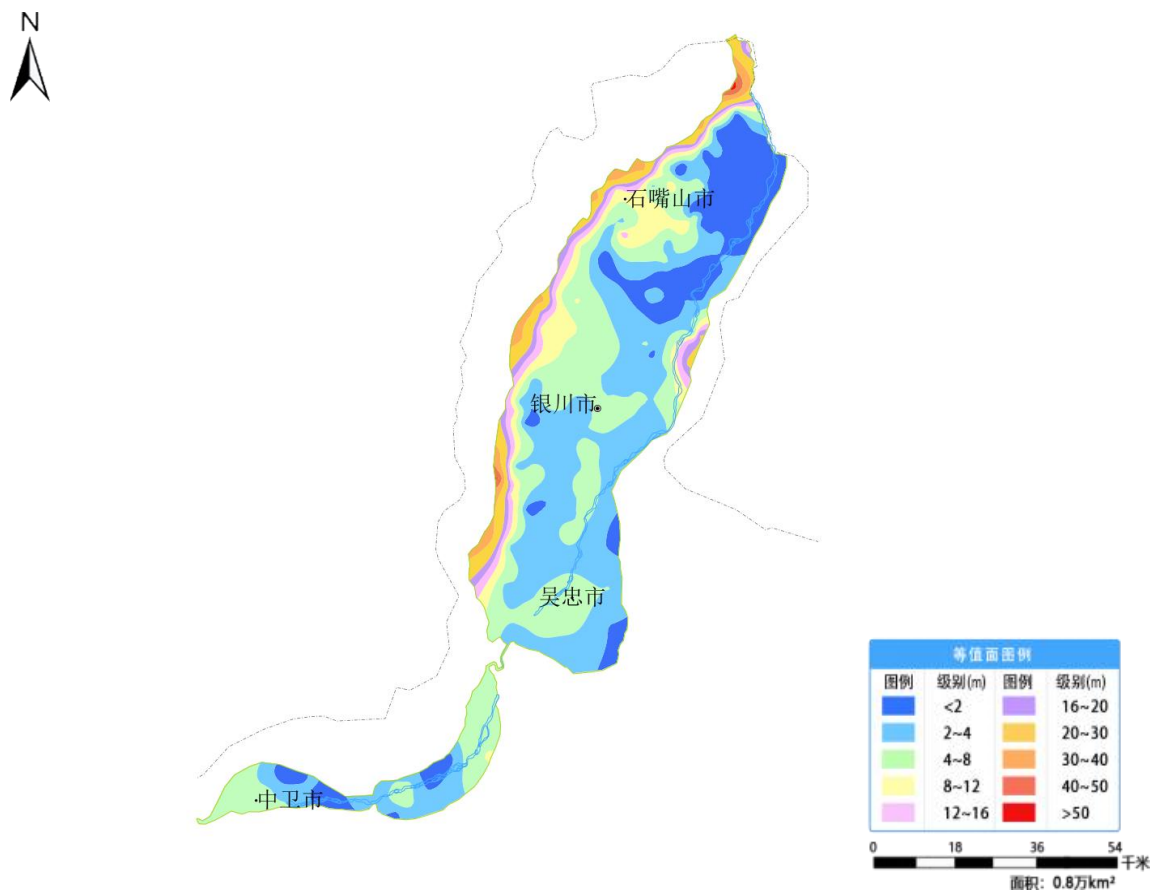 N
石嘴山市
银川市
吴忠市
中卫市
等值面图例
图例 级别(m) 图例 级别(m)
<2 16~20
2~4 20~30
4~8 30~40
8~12 40~50
12~16 >50
0 18 36 54
千米
面积：0.8万km²